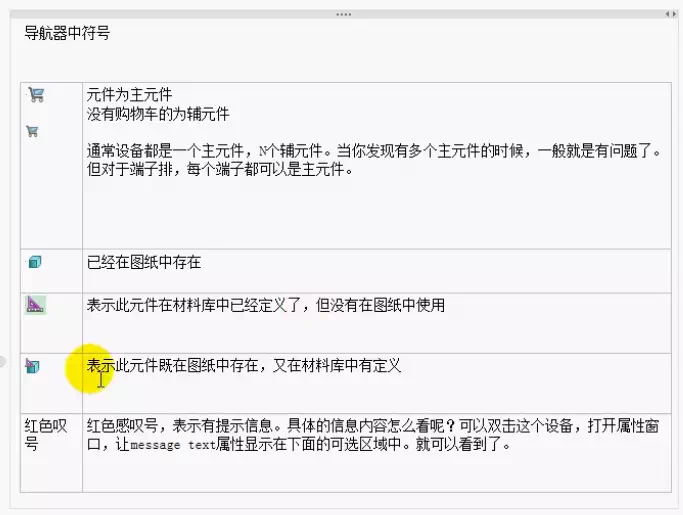 导航器中符号
元件为主元件
没有购物车的为辅元件
通常设备都是一个主元件，N个辅元件。当你发现有多个主元件的时候，一般就是有问题了。
但对于端子排，每个端子都可以是主元件。
已经在图纸中存在
表示此元件在材料库中已经定义了，但没有在图纸中使用
表示此元件既在图纸中存在，又在材料库中有定义
红色叹
号
红色感叹号，表示有提示信息。具体的信息内容怎么看呢？可以双击这个设备，打开属性窗
口，让message text属性显示在下面的可选区域中。就可以看到了。